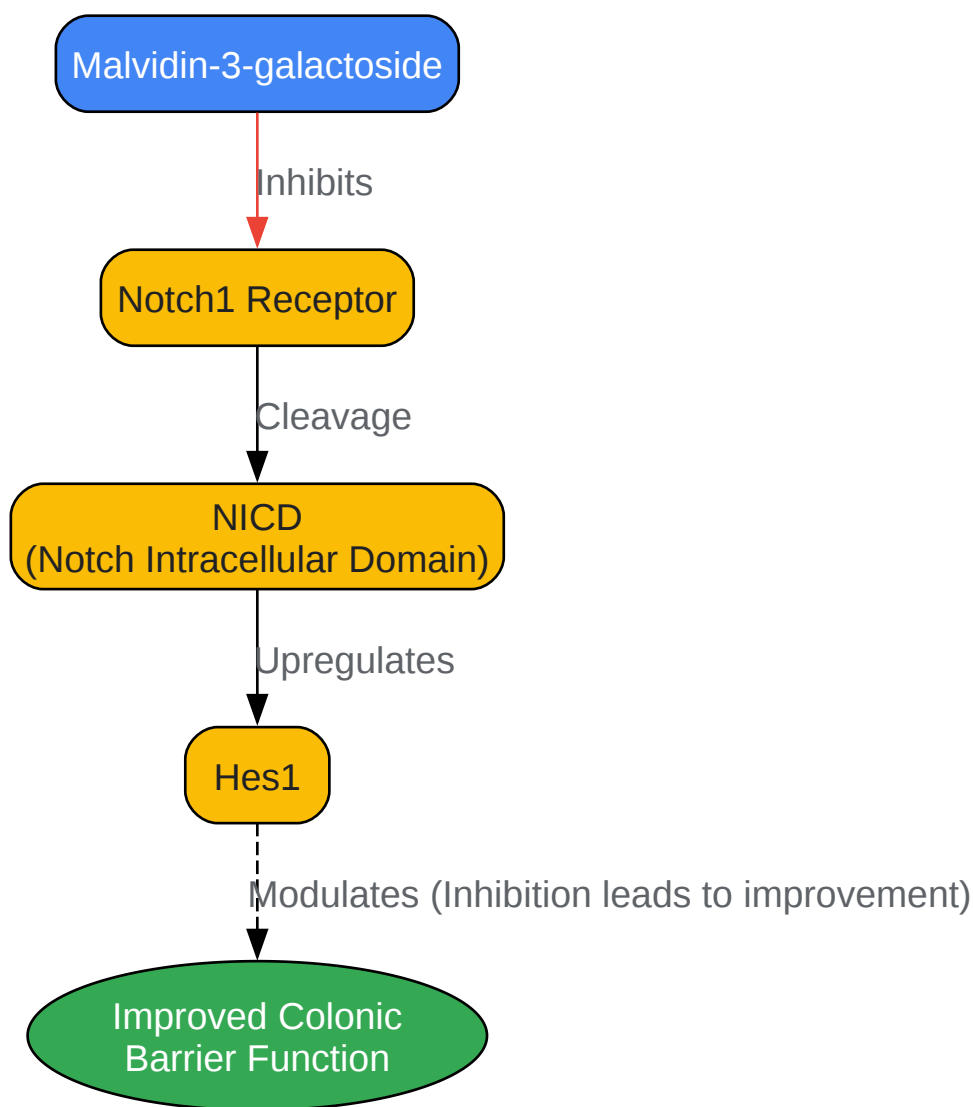 Malvidin-3-galactoside
Inhibits
Notch1 Receptor
Cleavage
NICD
(Notch Intracellular Domain)
Upregulates
Hes1
Modulates (Inhibition leads to improvement)
Improved Colonic
Barrier Function